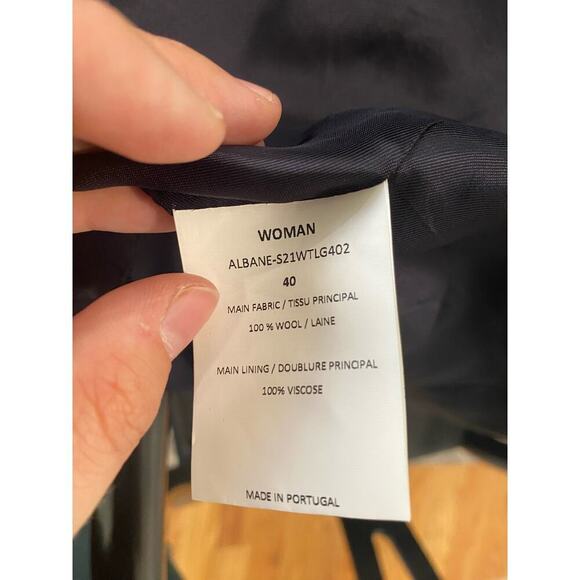 WOMAN
ALBANE-S21WTLG402
40
MAIN FABRIC / TISSU PRINCIPAL
100 % WOOL / LAINE
MAIN LINING / DOUBLURE PRINCIPAL
100% VISCOSE
MADE IN PORTUGAL